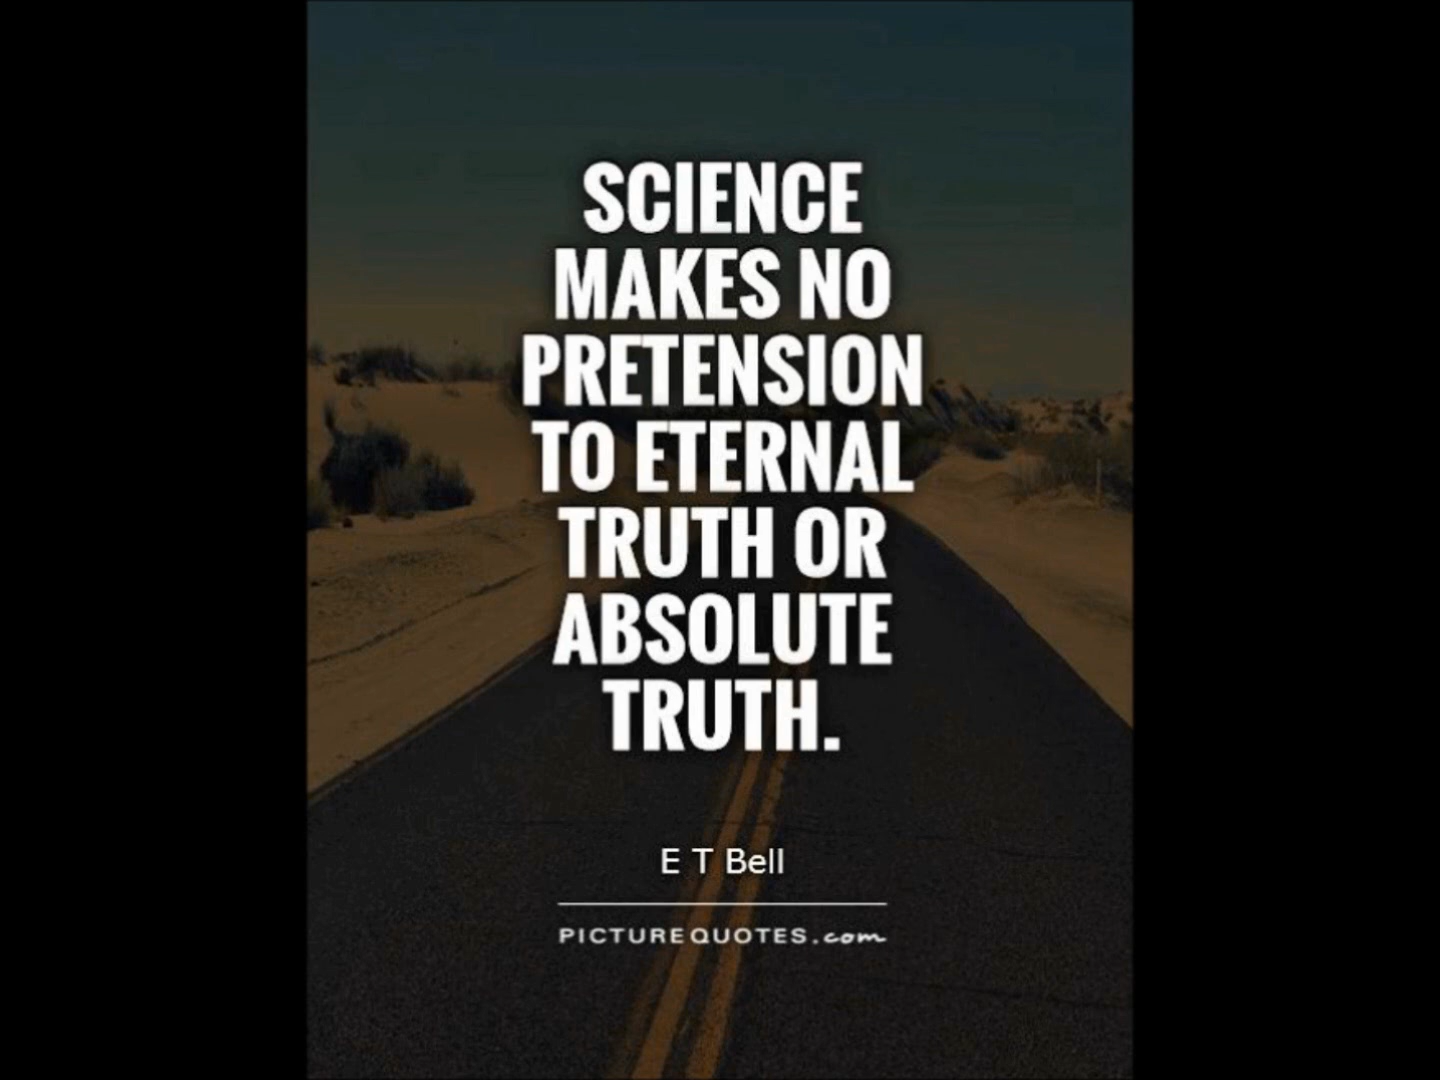 SCIENCE
MAKES NO
PRETENSION
TO ETERNAL
TRUTH OR
ABSOLUTE
TRUTH.
E T Bell
PICTUREQUOTES.com